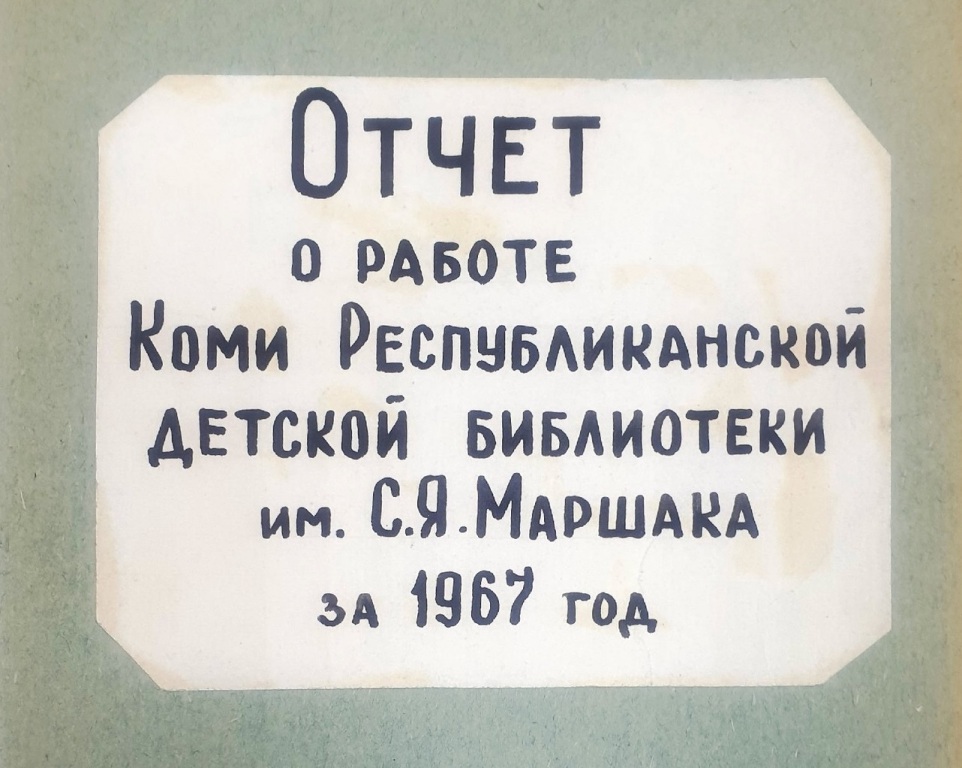 Отчет
о работе
Коми Республиканской
детской библиотеки
им. С.Я.Маршака
за 1967 год